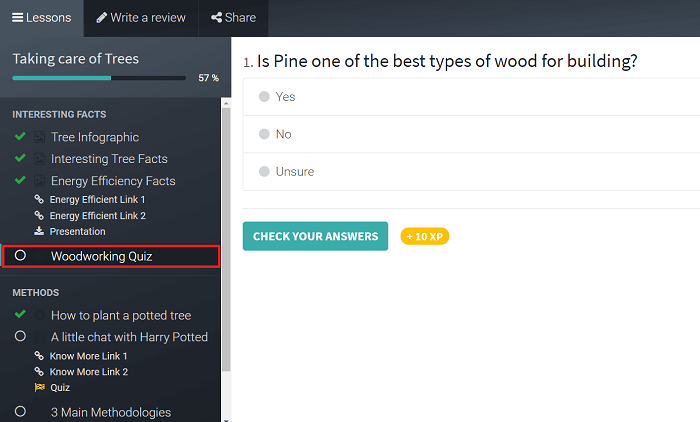 Lessons
Write a review
Share
Taking care of Trees
57 %
INTERESTING FACTS
Tree Infographic
Interesting Tree Facts
Energy Efficiency Facts
Energy Efficient Link 1
Energy Efficient Link 2
Presentation
Woodworking Quiz
METHODS
How to plant a potted tree
A little chat with Harry Potted
Know More Link 1
Know More Link 2
Quiz
3 Main Methodologies
1. Is Pine one of the best types of wood for building?
Yes
No
Unsure
CHECK YOUR ANSWERS
+ 10 XP